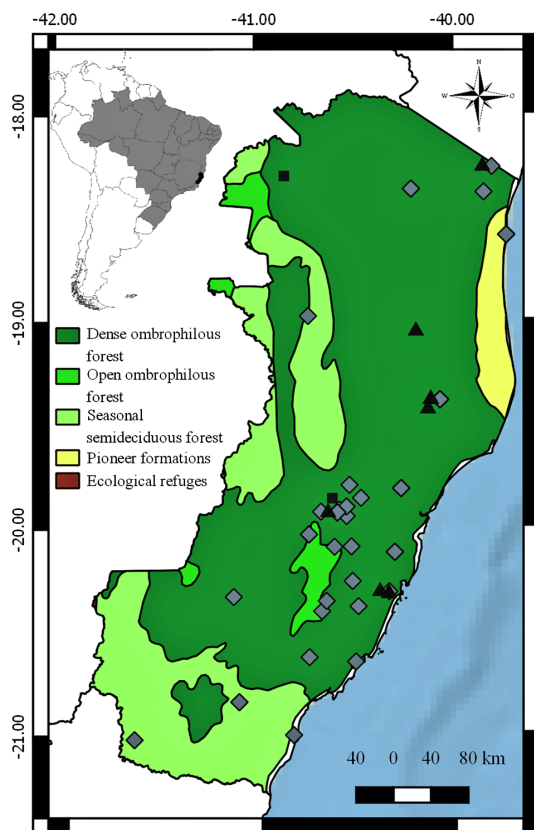 -42.00
-41.00
-40.00
-18.00
-19.00
-20.00
-21.00
N
W
O
S
Dense ombrophilous
forest
Open ombrophilous
forest
Seasonal
semideciduous forest
Pioneer formations
Ecological refuges
40 0 40 80 km